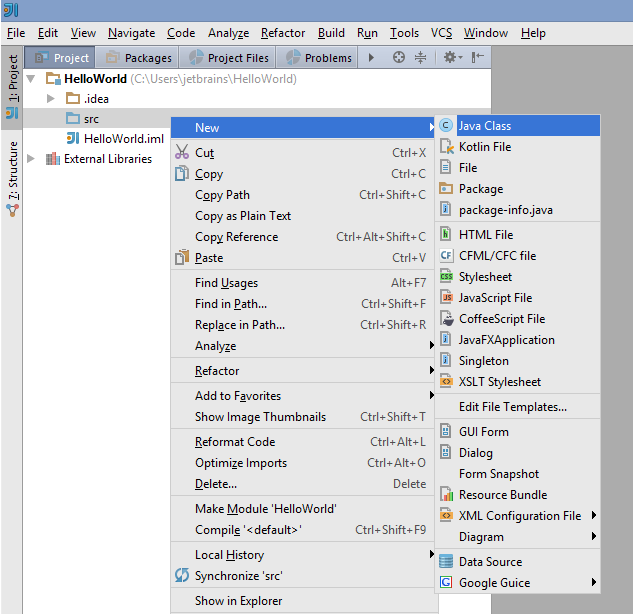 File Edit View Navigate Code Analyze Refactor Build Run Tools VCS Window Help
1: Project
7: Structure
Project Packages Project Files Problems
HelloWorld (C:\Users\jetbrains\HelloWorld)
.idea
src
HelloWorld.iml
External Libraries
New
Cut Ctrl+X
Copy Ctrl+C
Copy Path Ctrl+Shift+C
Copy as Plain Text
Copy Reference Ctrl+Alt+Shift+C
Paste Ctrl+V
Find Usages Alt+F7
Find in Path... Ctrl+Shift+F
Replace in Path... Ctrl+Shift+R
Analyze
Refactor
Add to Favorites
Show Image Thumbnails Ctrl+Shift+T
Reformat Code Ctrl+Alt+L
Optimize Imports Ctrl+Alt+O
Delete... Delete
Make Module 'HelloWorld'
Compile '<default>' Ctrl+Shift+F9
Local History
Synchronize 'src'
Show in Explorer
Java Class
Kotlin File
File
Package
package-info.java
HTML File
CFML/CFC file
Stylesheet
JavaScript File
CoffeeScript File
JavaFXApplication
Singleton
XSLT Stylesheet
Edit File Templates...
GUI Form
Dialog
Form Snapshot
Resource Bundle
XML Configuration File
Diagram
Data Source
Google Guice